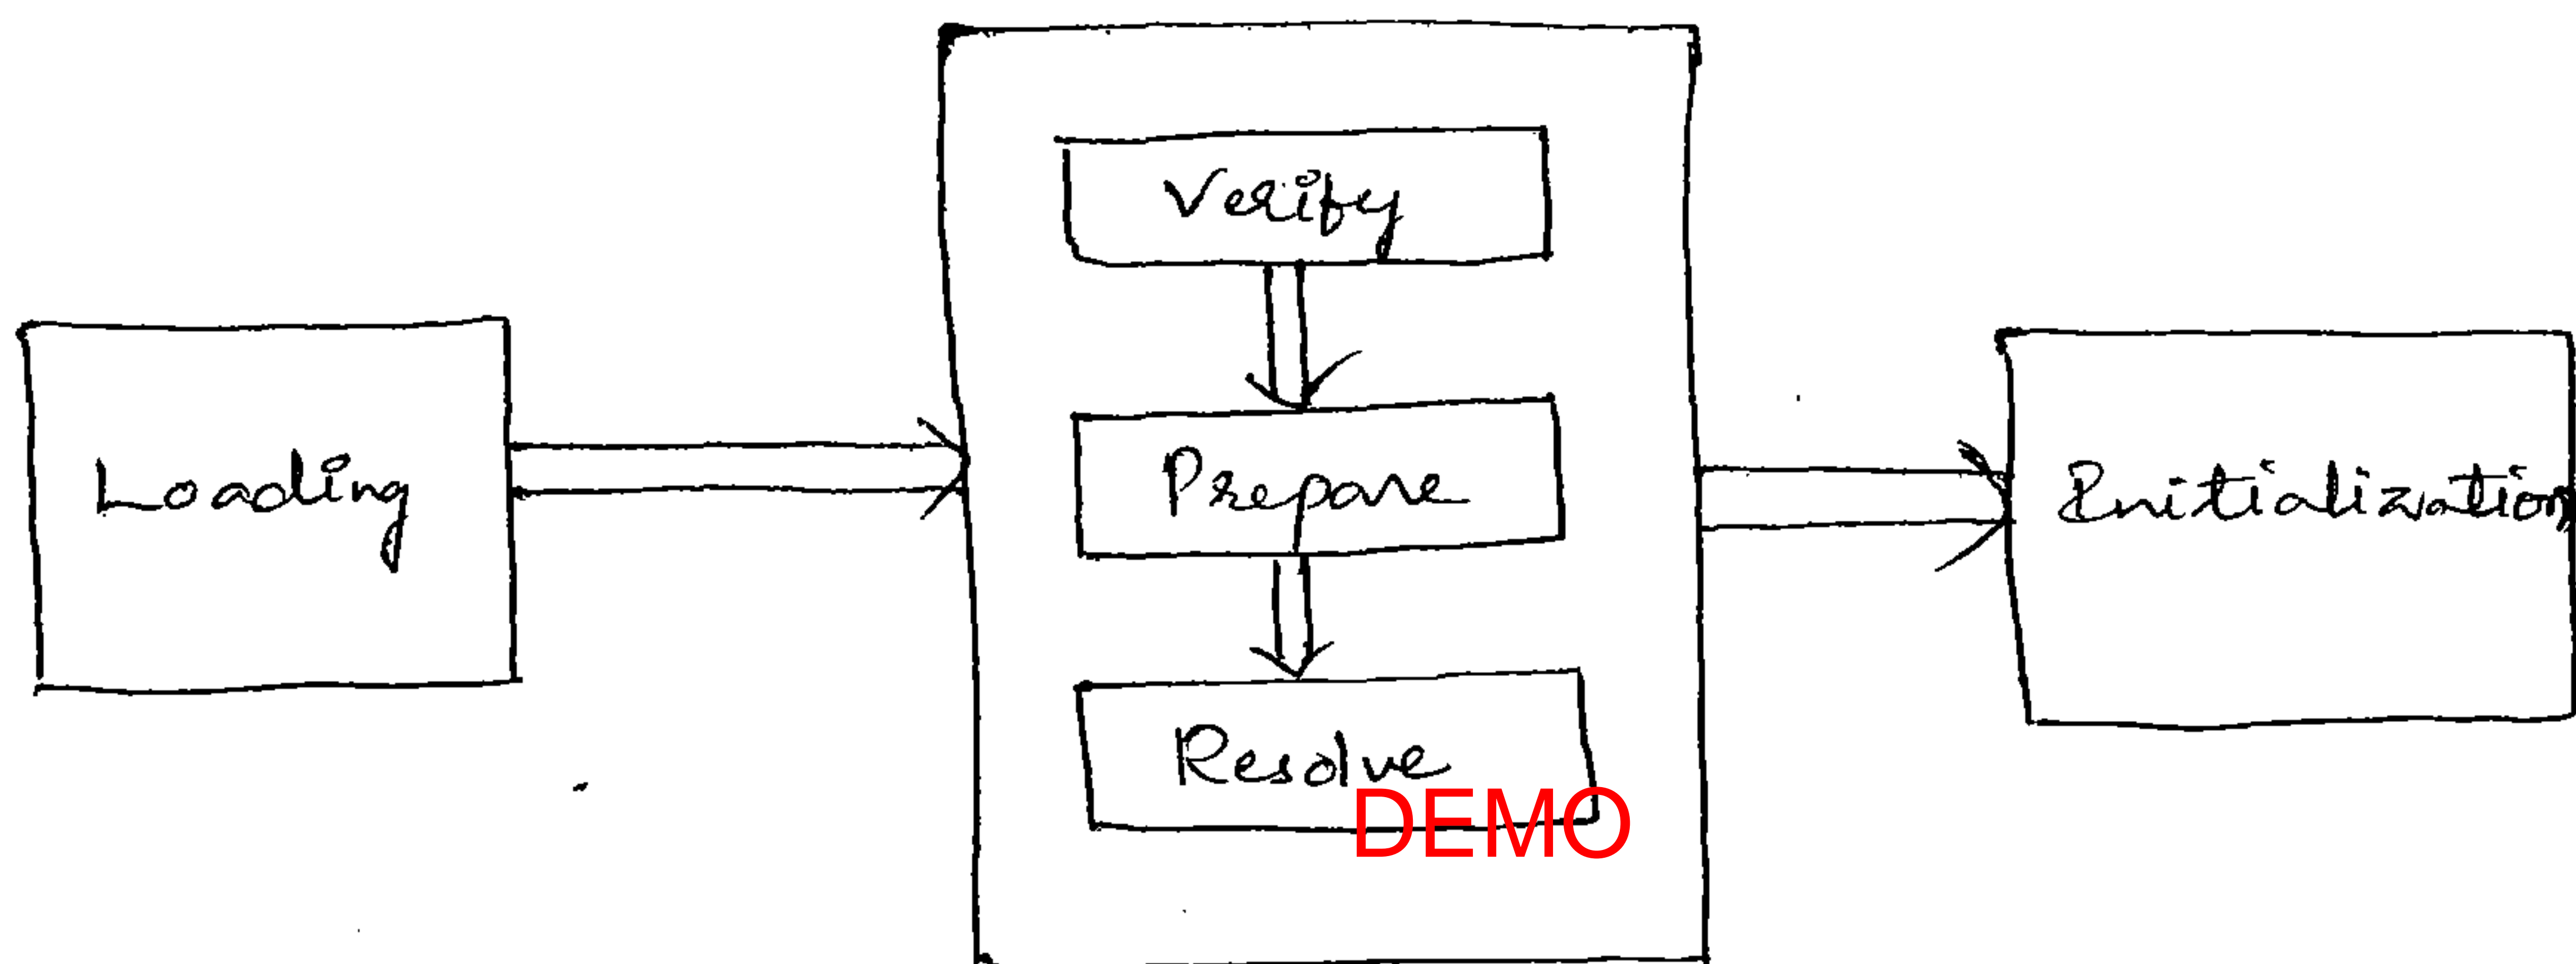 Loading
Verify
Prepare
Resolve
DEMO
Initialization